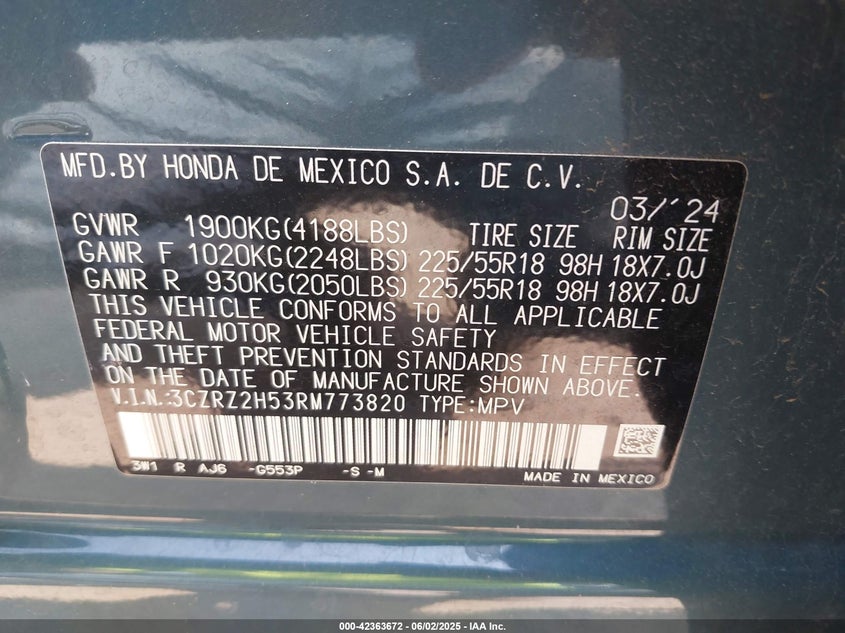 MFD.BY HONDA DE MEXICO S.A. DE C.V.
03/'24
GVWR 1900KG(4188LBS) TIRE SIZE RIM SIZE
GAWR F 1020KG(2248LBS) 225/55R18 98H 18X7.0J
GAWR R 930KG(2050LBS) 225/55R18 98H 18X7.0J
THIS VEHICLE CONFORMS TO ALL APPLICABLE
FEDERAL MOTOR VEHICLE SAFETY
AND THEFT PREVENTION STANDARDS IN EFFECT
ON THE DATE OF MANUFACTURE SHOWN ABOVE.
V.I.N.:3CZRZ2H53RM773820 TYPE:MPV
3W1 R AJ6 -G553P -S -M
MADE IN MEXICO
000-42363672 - 06/02/2025 - IAA Inc.